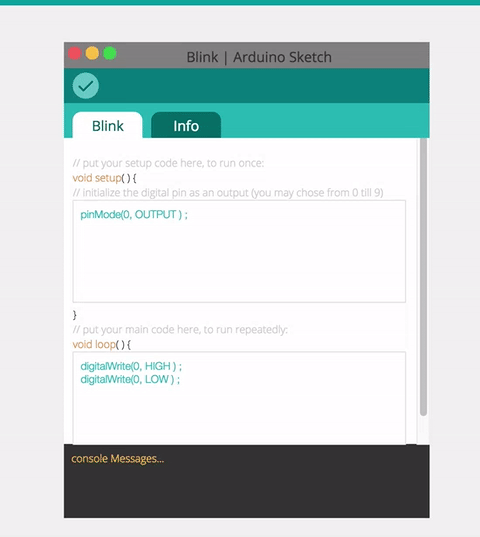 Blink | Arduino Sketch
Blink
Info
// put your setup code here, to run once:
void setup( ) {
// initialize the digital pin as an output (you may chose from 0 till 9)
pinMode(0, OUTPUT ) ;
}
// put your main code here, to run repeatedly:
void loop( ) {
digitalWrite(0, HIGH ) ;
digitalWrite(0, LOW ) ;
console Messages...